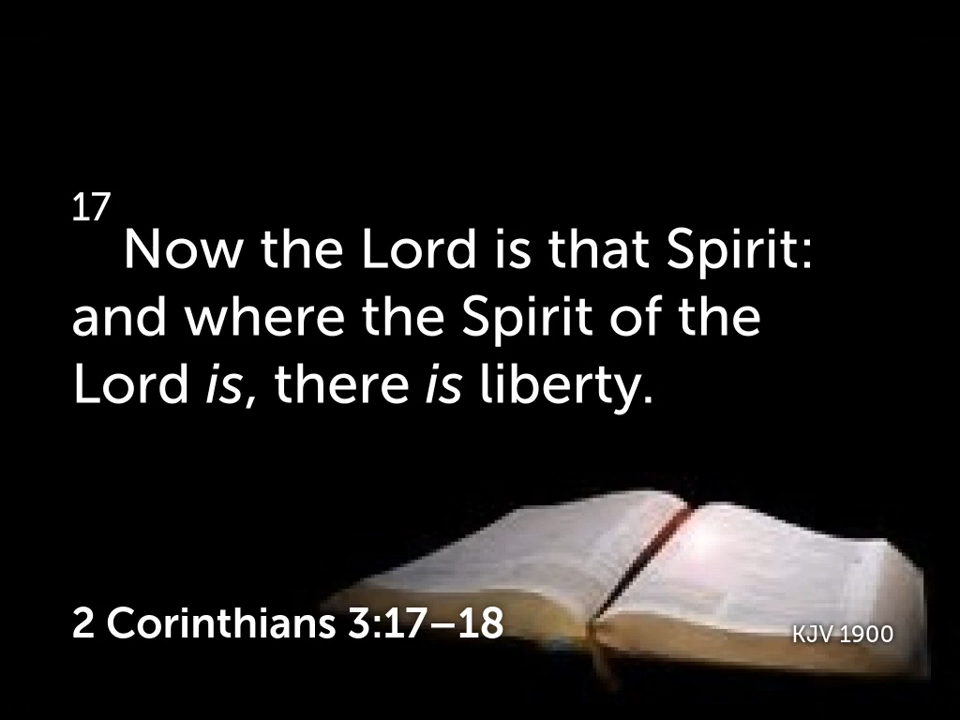 17
Now the Lord is that Spirit:
and where the Spirit of the
Lord is, there is liberty.
2 Corinthians 3:17–18
KJV 1900